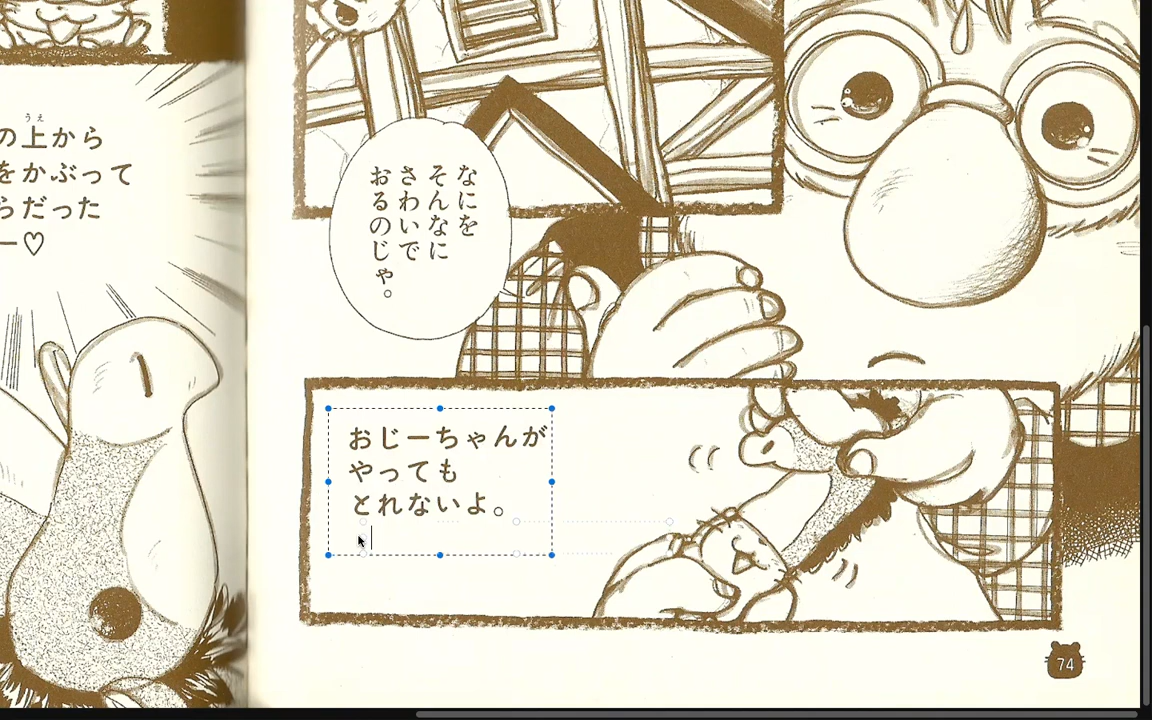 うえ
の上から
をかぶって
らだった
ー♡
なにを
そんなに
さわいで
おるのじゃ。
おじーちゃんが
やっても
とれないよ。
74